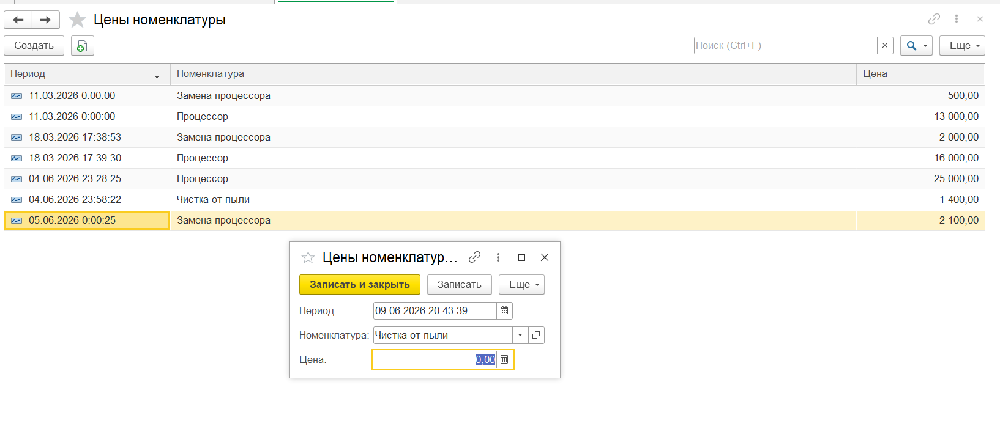 Цены номенклатуры
Создать
Поиск (Ctrl+F)
Еще
Период Номенклатура Цена
11.03.2026 0:00:00 Замена процессора 500,00
11.03.2026 0:00:00 Процессор 13 000,00
18.03.2026 17:38:53 Замена процессора 2 000,00
18.03.2026 17:39:30 Процессор 16 000,00
04.06.2026 23:28:25 Процессор 25 000,00
04.06.2026 23:58:22 Чистка от пыли 1 400,00
05.06.2026 0:00:25 Замена процессора 2 100,00
Цены номенклатур...
Записать и закрыть Записать Еще
Период: 09.06.2026 20:43:39
Номенклатура: Чистка от пыли
Цена: 0,00